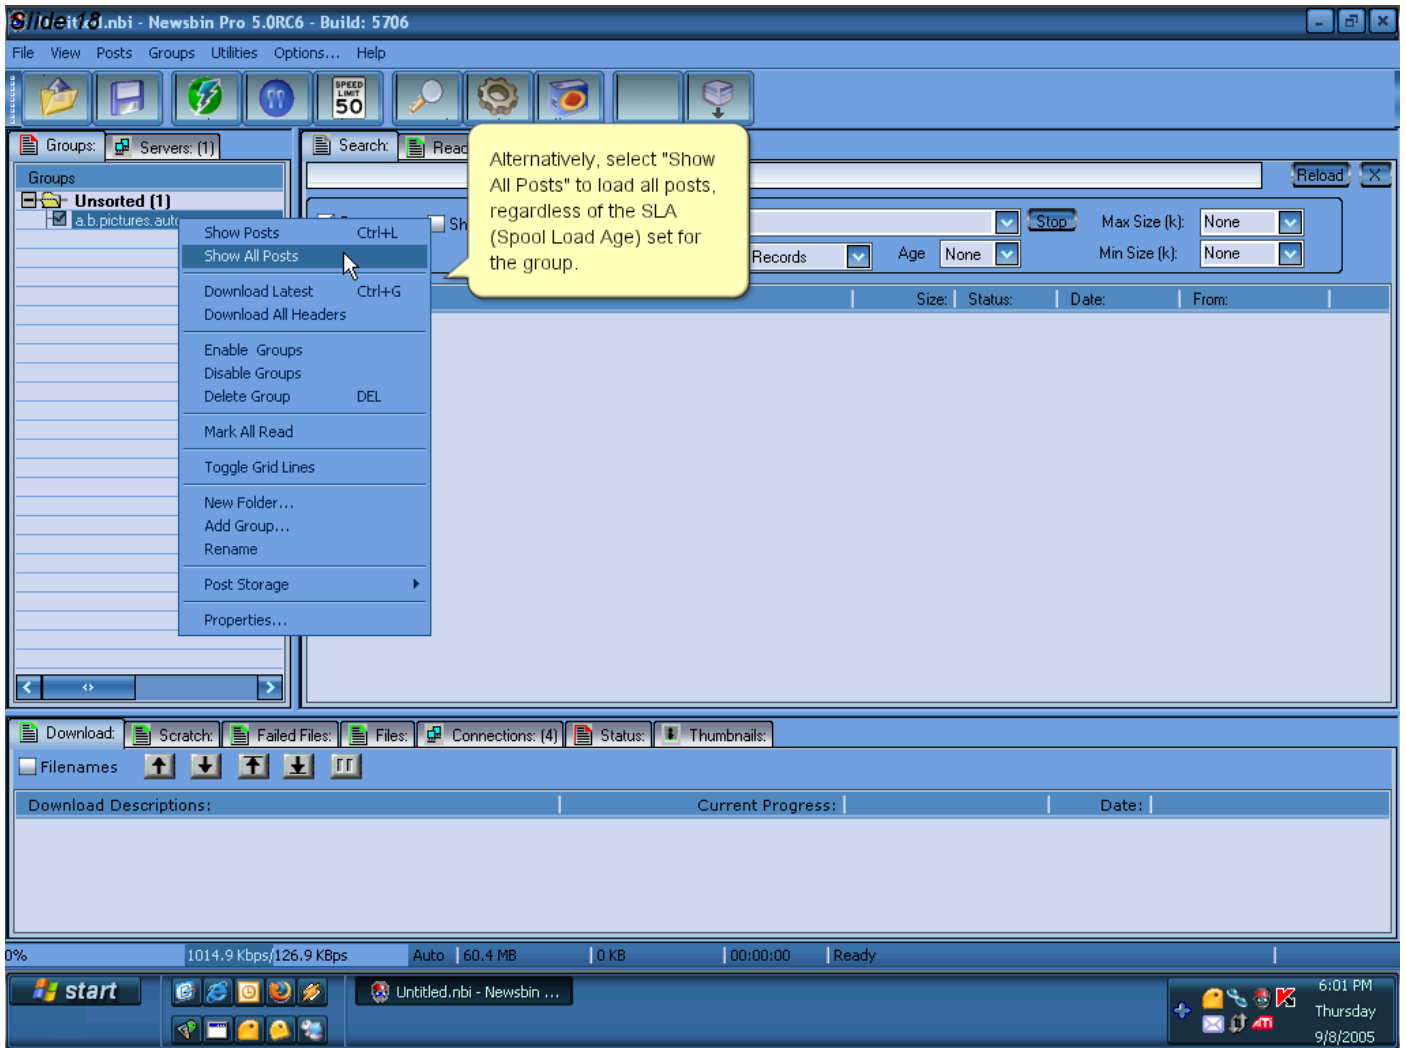 Slide 18
.nbi - Newsbin Pro 5.0RC6 - Build: 5706
File View Posts Groups Utilities Options... Help
SPEED LIMIT 50
Groups: Servers: (1)
Search:
Groups
Reload X
Unsorted (1)
a.b.pictures.auto
Alternatively, select "Show
All Posts" to load all posts,
regardless of the SLA
(Spool Load Age) set for
the group.
Stop Max Size (k): None
Records Age None Min Size (k): None
Size: Status: Date: From:
Show Posts Ctrl+L
Show All Posts
Download Latest Ctrl+G
Download All Headers
Enable Groups
Disable Groups
Delete Group DEL
Mark All Read
Toggle Grid Lines
New Folder...
Add Group...
Rename
Post Storage
Properties...
Download: Scratch: Failed Files: Files: Connections: (4) Status: Thumbnails:
Filenames
Download Descriptions: Current Progress: Date:
0% 1014.9 Kbps/126.9 KBps Auto 60.4 MB 0 KB 00:00:00 Ready
start Untitled.nbi - Newsbin ...
ATI
6:01 PM
Thursday
9/8/2005